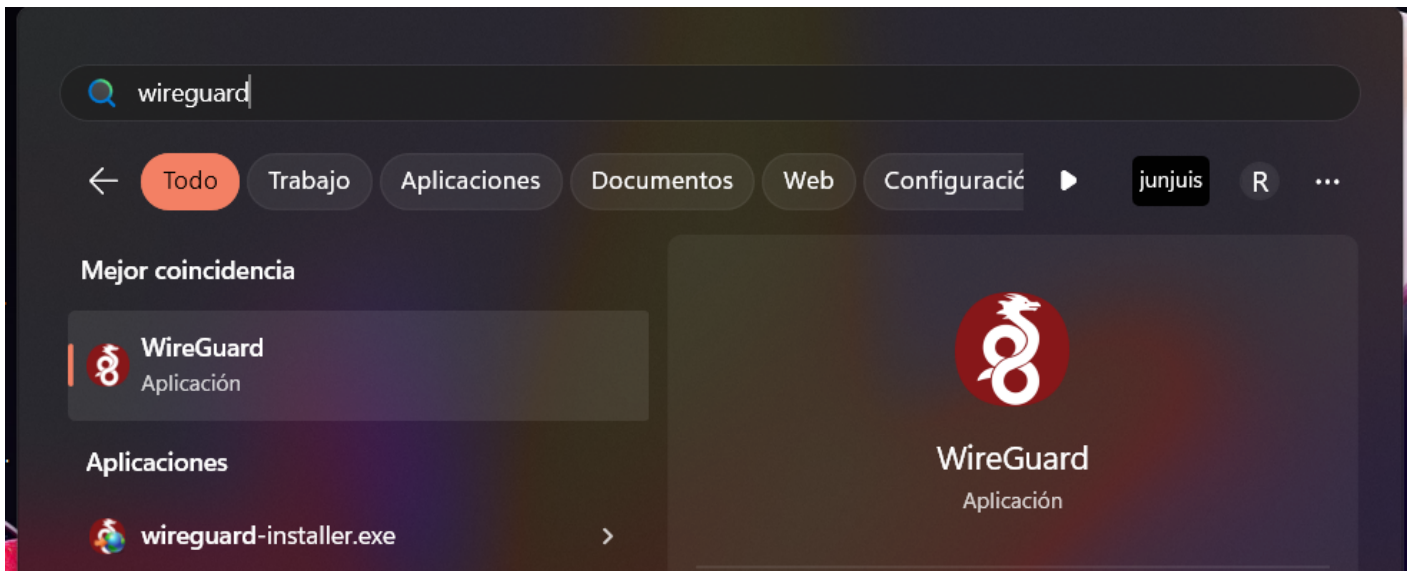 wireguard
Todo Trabajo Aplicaciones Documentos Web Configuració junjuis R ...
Mejor coincidencia
WireGuard
Aplicación
Aplicaciones
wireguard-installer.exe
WireGuard
Aplicación